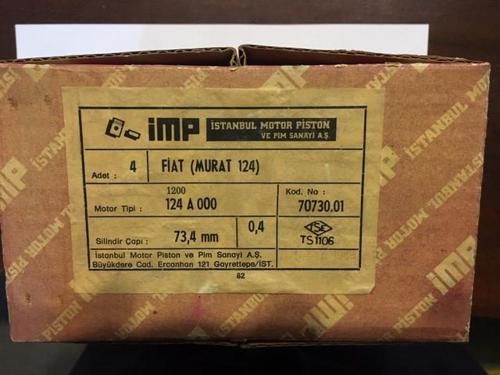 imp İSTANBUL MOTOR PİSTON
VE PİM SANAYİ A.Ş
Adet : 4 FİAT (MURAT 124)
1200
Motor Tipi : 124 A 000
Kod. No :
70730.01
Silindir Çapı : 73,4 mm 0,4 TSE
TS1106
İstanbul Motor Piston ve Pim Sanayi A.Ş.
Büyükdere Cad. Ercanhan 121 Gayrettepe/İST.
82
imp
İSTANBUL MOTOR PİSTON